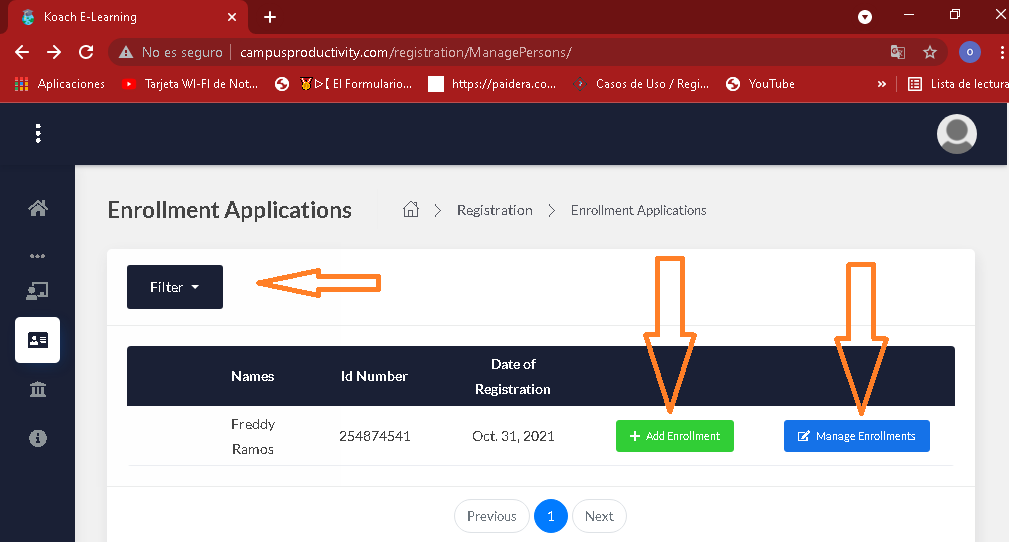 Koach E-Learning
No es seguro campusproductivity.com/registration/ManagePersons/ o
Aplicaciones Tarjeta WI-FI de Not... El Formulario... https://paidera.co... Casos de Uso / Regi... YouTube » Lista de lectura
Enrollment Applications Registration Enrollment Applications
Filter
Names Id Number Date of
Registration
Freddy
Ramos 254874541 Oct. 31, 2021 Add Enrollment Manage Enrollments
Previous 1 Next